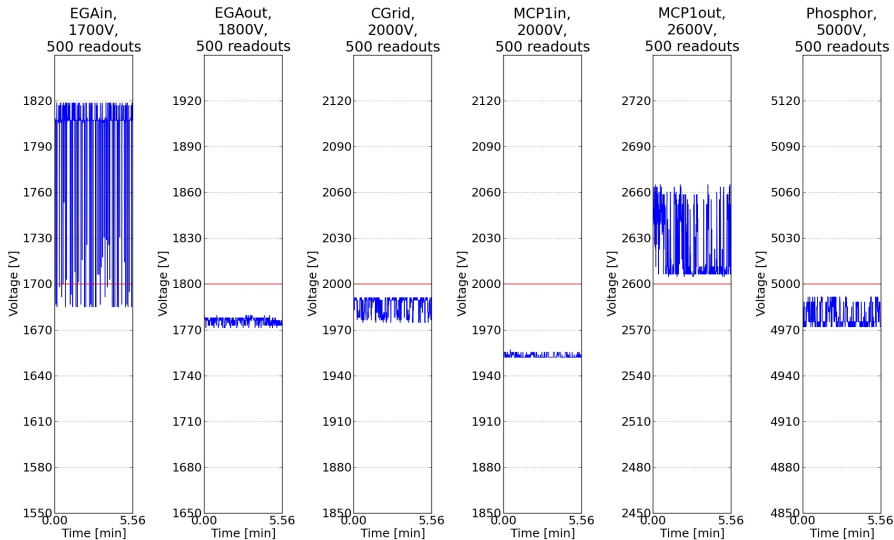 EGAin,
1700V,
500 readouts
1820
1790
1760
1730
1700
1670
1640
1610
1580
1550
Voltage [V]
0.00 5.56
Time [min]
EGAout,
1800V,
500 readouts
1920
1890
1860
1830
1800
1770
1740
1710
1680
1650
Voltage [V]
0.00 5.56
Time [min]
CGrid,
2000V,
500 readouts
2120
2090
2060
2030
2000
1970
1940
1910
1880
1850
Voltage [V]
0.00 5.56
Time [min]
MCP1in,
2000V,
500 readouts
2120
2090
2060
2030
2000
1970
1940
1910
1880
1850
Voltage [V]
0.00 5.56
Time [min]
MCP1out,
2600V,
500 readouts
2720
2690
2660
2630
2600
2570
2540
2510
2480
2450
Voltage [V]
0.00 5.56
Time [min]
Phosphor,
5000V,
500 readouts
5120
5090
5060
5030
5000
4970
4940
4910
4880
4850
Voltage [V]
0.00 5.56
Time [min]